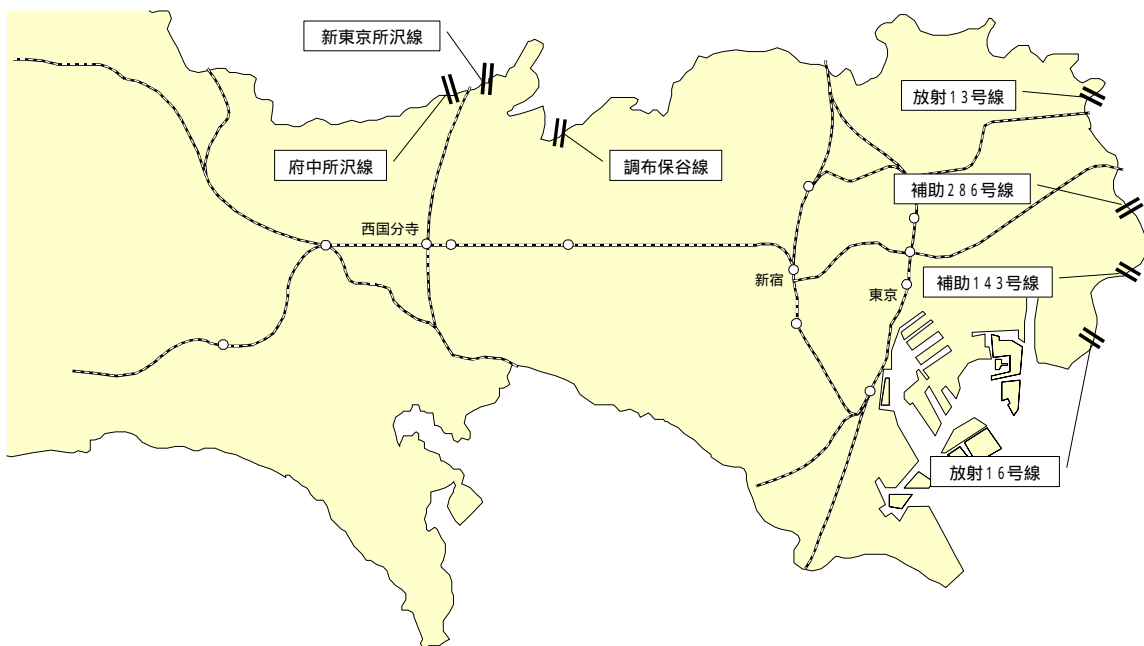 新東京所沢線
放射13号線
府中所沢線
調布保谷線
補助286号線
西国分寺
新宿
東京
補助143号線
放射16号線